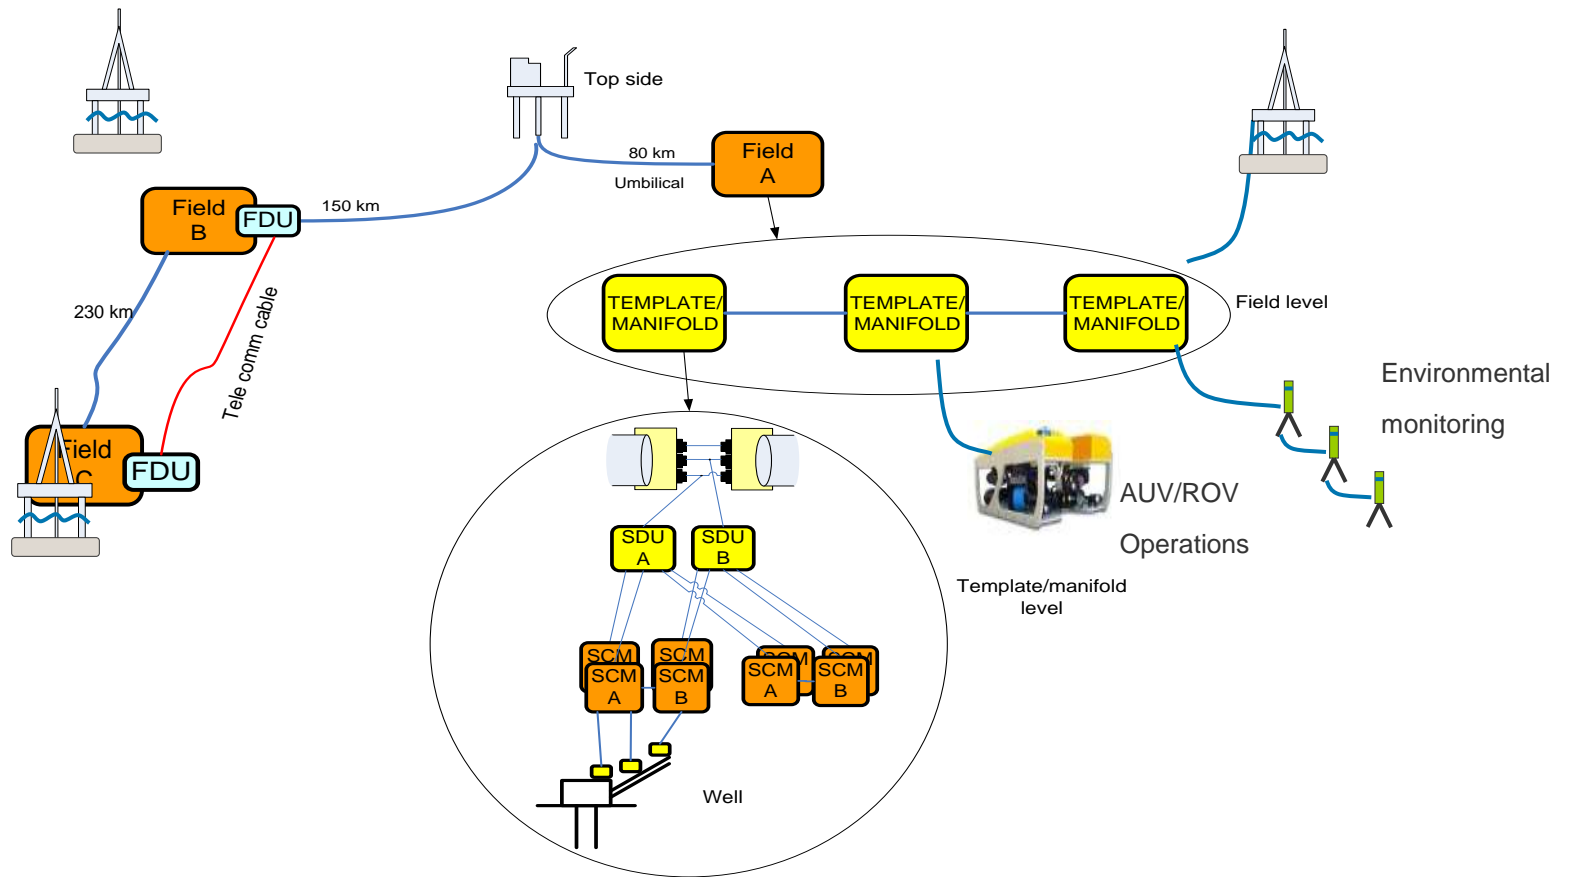 Top side
80 km
Umbilical
Field
A
Field
B
FDU
150 km
230 km
Tele comm cable
Field
C
FDU
TEMPLATE/
MANIFOLD
TEMPLATE/
MANIFOLD
TEMPLATE/
MANIFOLD
Field level
Environmental
monitoring
AUV/ROV
Operations
Template/manifold
level
SDU
A
SDU
B
SCM
SCM
SCM
A
SCM
B
SCM
SCM
SCM
A
SCM
B
Well